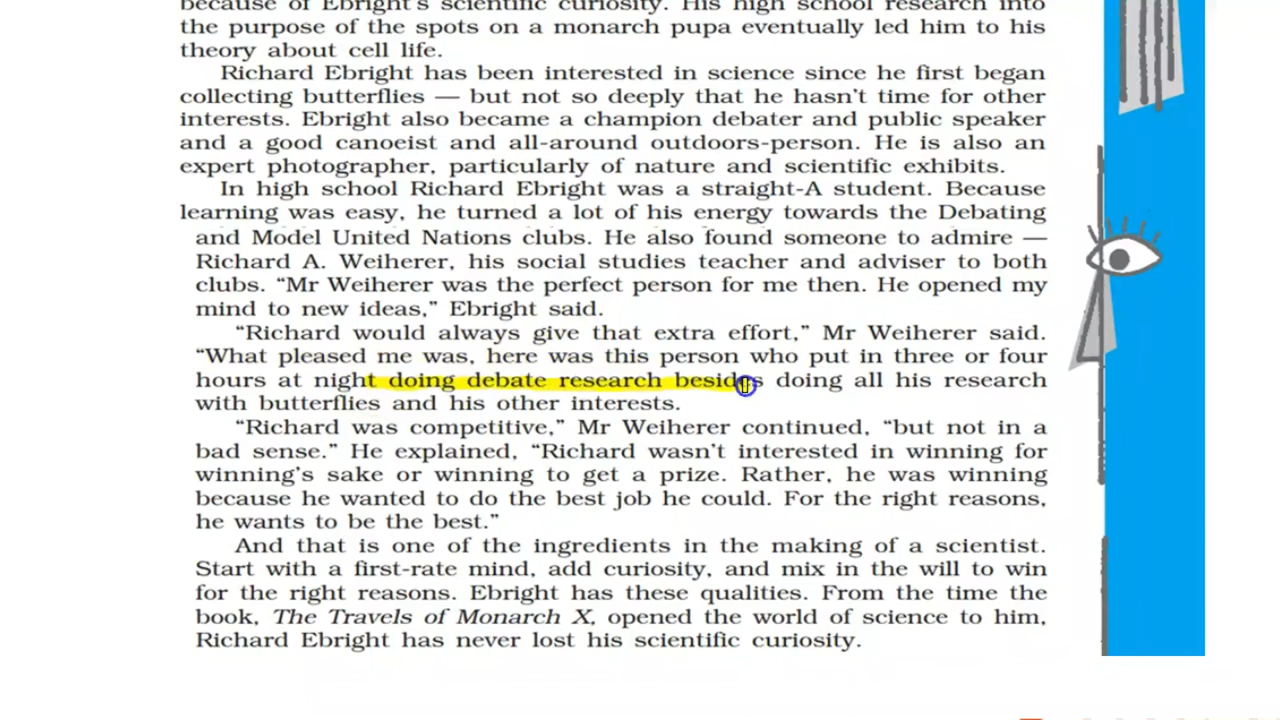 because of Ebright's scientific curiosity. His high school research into
the purpose of the spots on a monarch pupa eventually led him to his
theory about cell life.
Richard Ebright has been interested in science since he first began
collecting butterflies — but not so deeply that he hasn't time for other
interests. Ebright also became a champion debater and public speaker
and a good canoeist and all-around outdoors-person. He is also an
expert photographer, particularly of nature and scientific exhibits.
In high school Richard Ebright was a straight-A student. Because
learning was easy, he turned a lot of his energy towards the Debating
and Model United Nations clubs. He also found someone to admire —
Richard A. Weiherer, his social studies teacher and adviser to both
clubs. “Mr Weiherer was the perfect person for me then. He opened my
mind to new ideas,” Ebright said.
“Richard would always give that extra effort,” Mr Weiherer said.
“What pleased me was, here was this person who put in three or four
hours at night doing debate research besides doing all his research
with butterflies and his other interests.
“Richard was competitive,” Mr Weiherer continued, “but not in a
bad sense.” He explained, “Richard wasn't interested in winning for
winning's sake or winning to get a prize. Rather, he was winning
because he wanted to do the best job he could. For the right reasons,
he wants to be the best.”
And that is one of the ingredients in the making of a scientist.
Start with a first-rate mind, add curiosity, and mix in the will to win
for the right reasons. Ebright has these qualities. From the time the
book, The Travels of Monarch X, opened the world of science to him,
Richard Ebright has never lost his scientific curiosity.